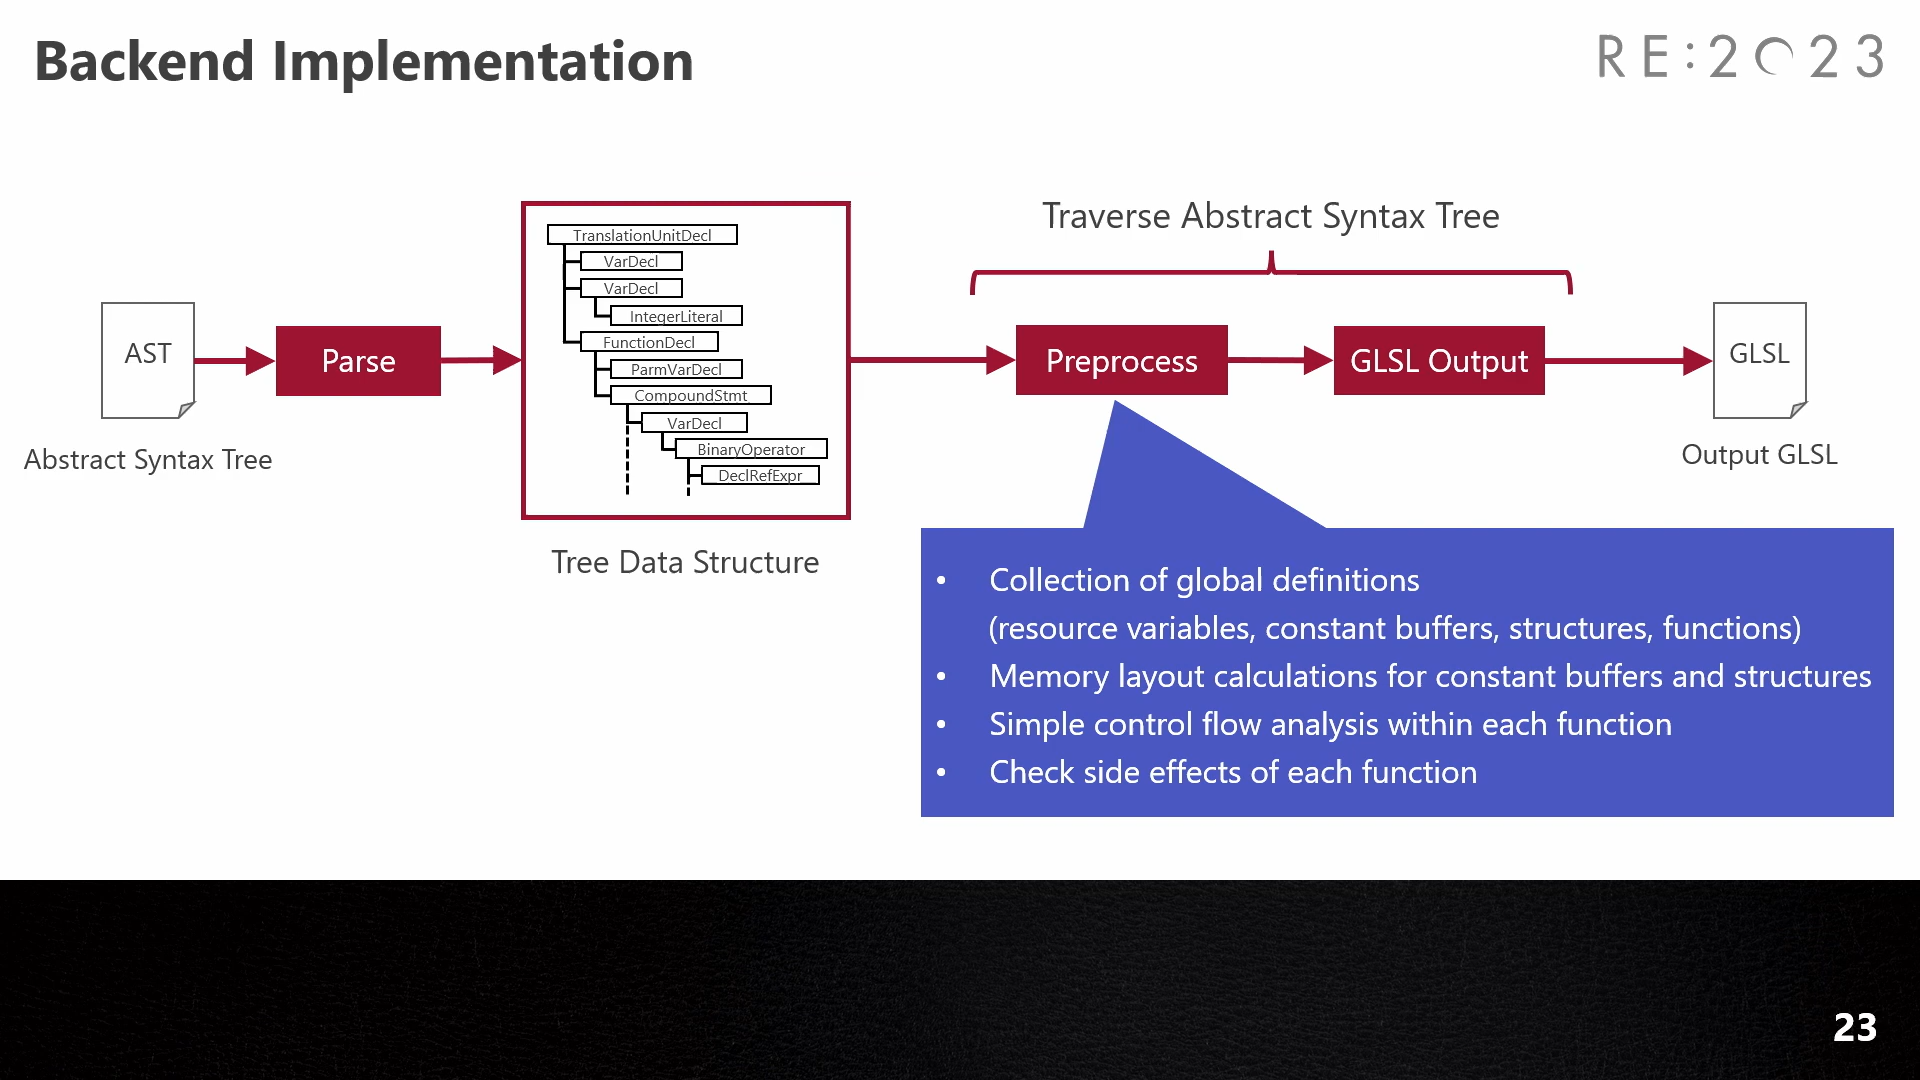 Backend Implementation
RE:2023
Traverse Abstract Syntax Tree
AST
Abstract Syntax Tree
Parse
TranslationUnitDecl
VarDecl
VarDecl
IntegerLiteral
FunctionDecl
ParmVarDecl
CompoundStmt
VarDecl
BinaryOperator
DeclRefExpr
Tree Data Structure
Preprocess
GLSL Output
GLSL
Output GLSL
• Collection of global definitions
(resource variables, constant buffers, structures, functions)
• Memory layout calculations for constant buffers and structures
• Simple control flow analysis within each function
• Check side effects of each function
23